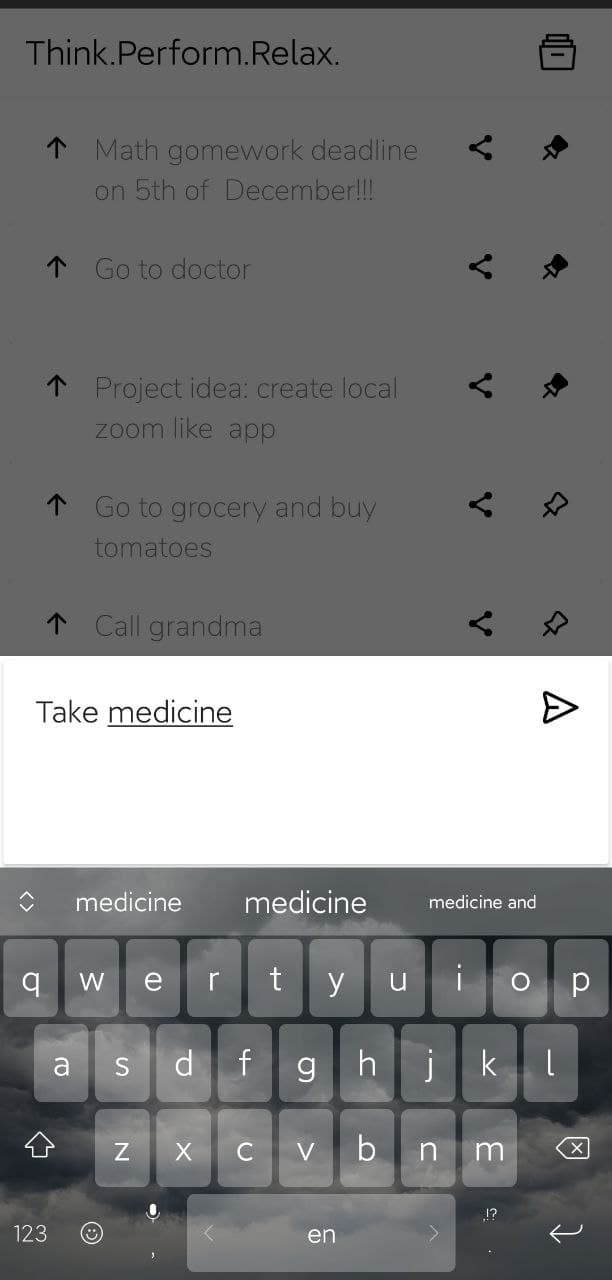 Think.Perform.Relax.
Math gomework deadline
on 5th of  December!!!
Go to doctor
Project idea: create local
zoom like  app
Go to grocery and buy
tomatoes
Call grandma
Take medicine
medicine medicine medicine and
q w e r t y u i o p
a s d f g h j k l
z x c v b n m
,!?
123 , en .